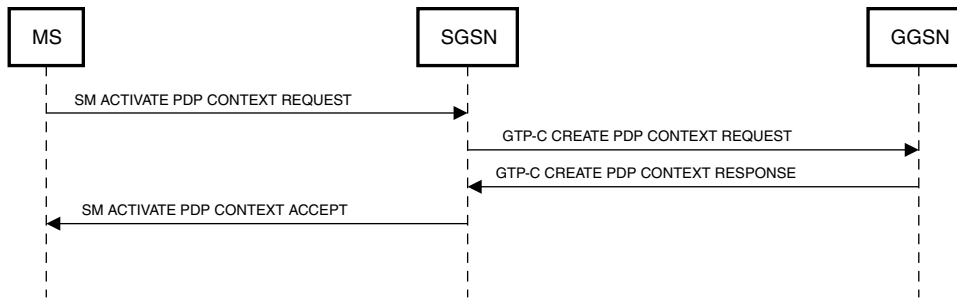 MS
SGSN
GGSN
SM ACTIVATE PDP CONTEXT REQUEST
GTP-C CREATE PDP CONTEXT REQUEST
GTP-C CREATE PDP CONTEXT RESPONSE
SM ACTIVATE PDP CONTEXT ACCEPT